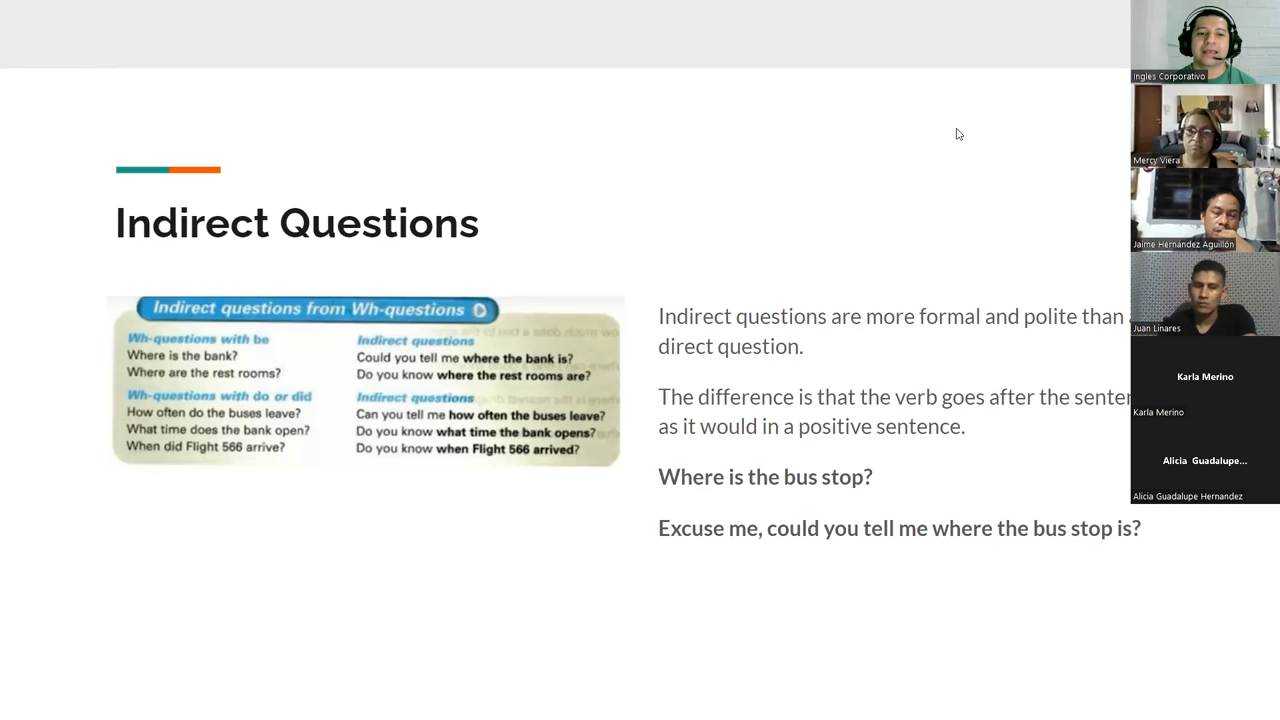 Indirect Questions
Indirect questions from Wh-questions
Wh-questions with be
Where is the bank?
Where are the rest rooms?
Wh-questions with do or did
How often do the buses leave?
What time does the bank open?
When did Flight 566 arrive?
Indirect questions
Could you tell me where the bank is?
Do you know where the rest rooms are?
Indirect questions
Can you tell me how often the buses leave?
Do you know what time the bank opens?
Do you know when Flight 566 arrived?
Indirect questions are more formal and polite than
direct question.
The difference is that the verb goes after the
as it would in a positive sentence.
Where is the bus stop?
Excuse me, could you tell me where the bus stop is?
Ingles Corporativo
Mercy Viera
Jaime Hernández Aguillón
Juan Linares
Karla Merino
Karla Merino
Alicia Guadalupe...
Alicia Guadalupe Hernandez